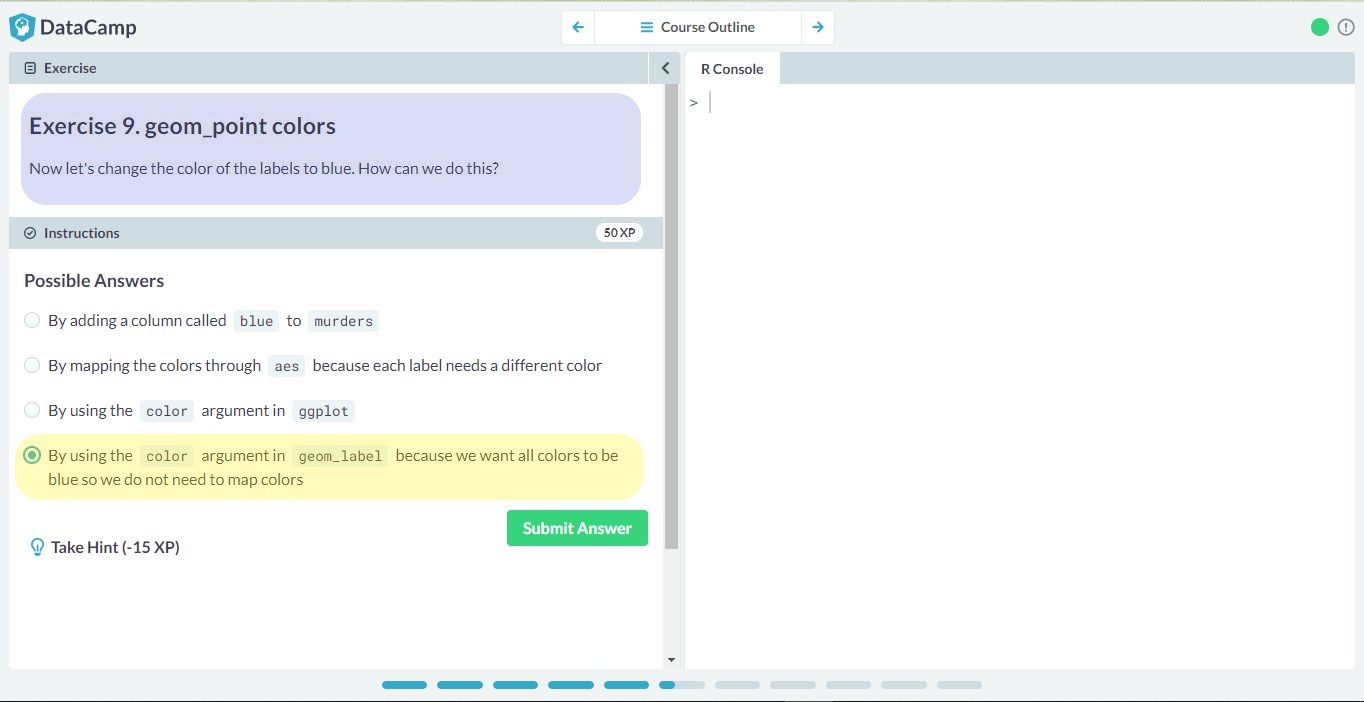 DataCamp
Course Outline
Exercise
R Console
>
Exercise 9. geom_point colors
Now let's change the color of the labels to blue. How can we do this?
Instructions
50 XP
Possible Answers
By adding a column called blue to murders
By mapping the colors through aes because each label needs a different color
By using the color argument in ggplot
By using the color argument in geom_label because we want all colors to be
blue so we do not need to map colors
Submit Answer
Take Hint (-15 XP)